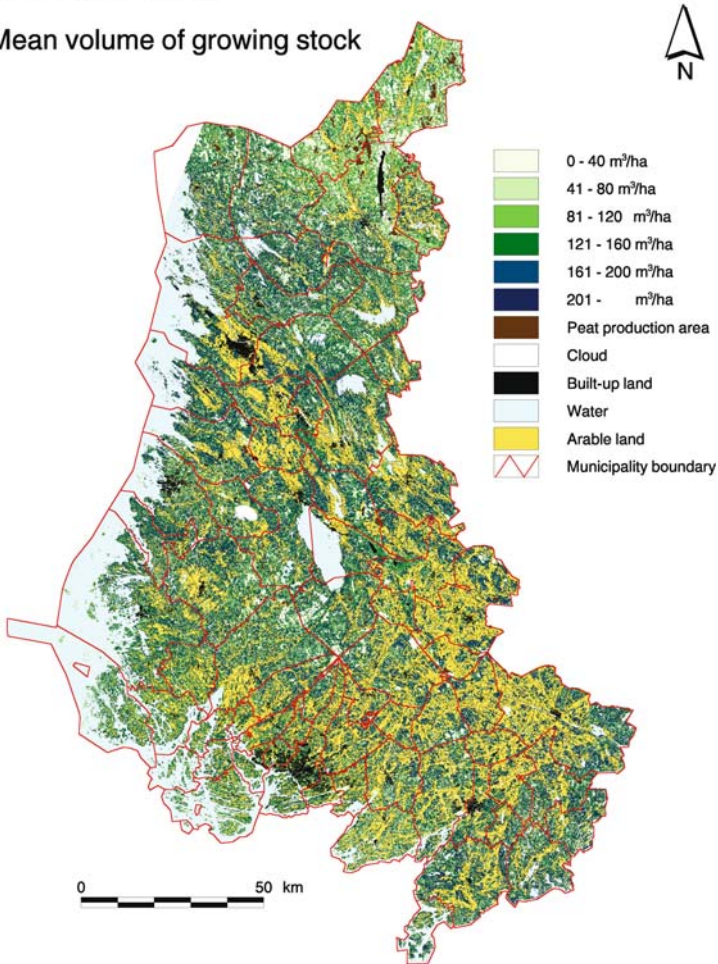 Mean volume of growing stock
N
0 - 40 m³/ha
41 - 80 m³/ha
81 - 120 m³/ha
121 - 160 m³/ha
161 - 200 m³/ha
201 - m³/ha
Peat production area
Cloud
Built-up land
Water
Arable land
Municipality boundary
0 50 km